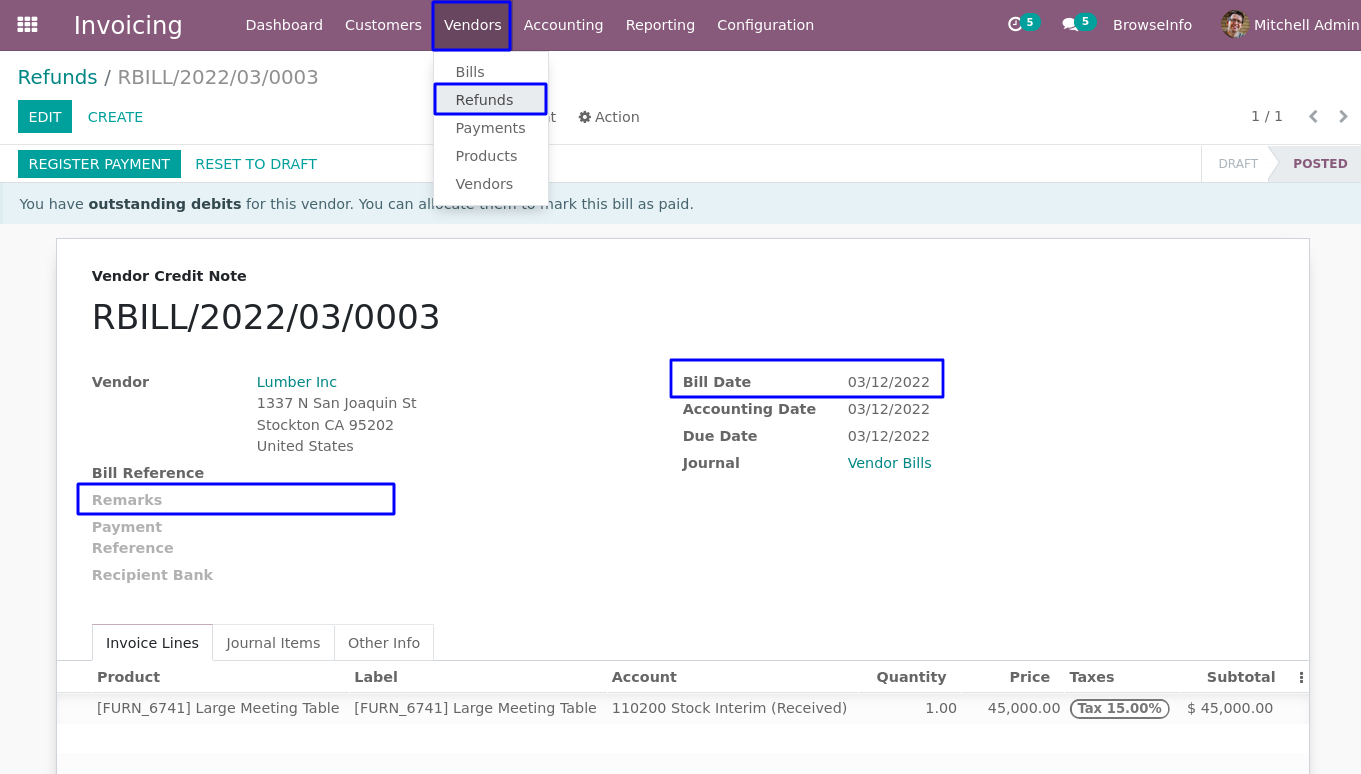 Invoicing Dashboard Customers Vendors Accounting Reporting Configuration 5 5 BrowseInfo Mitchell Admin
Refunds / RBILL/2022/03/0003
Bills
Refunds
Payments
Products
Vendors
EDIT CREATE t Action 1 / 1
REGISTER PAYMENT RESET TO DRAFT DRAFT POSTED
You have outstanding debits for this vendor. You can allocate them to mark this bill as paid.
Vendor Credit Note
RBILL/2022/03/0003
Vendor Lumber Inc
1337 N San Joaquin St
Stockton CA 95202
United States
Bill Reference
Remarks
Payment
Reference
Recipient Bank
Bill Date 03/12/2022
Accounting Date 03/12/2022
Due Date 03/12/2022
Journal Vendor Bills
Invoice Lines Journal Items Other Info
Product Label Account Quantity Price Taxes Subtotal
[FURN_6741] Large Meeting Table [FURN_6741] Large Meeting Table 110200 Stock Interim (Received) 1.00 45,000.00 Tax 15.00% $ 45,000.00